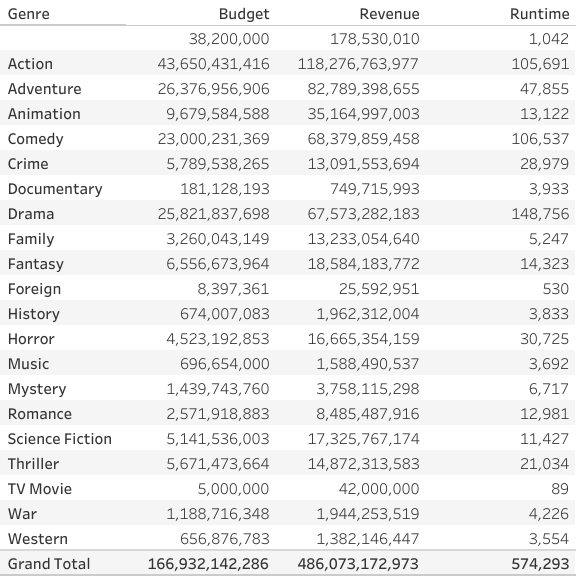 Genre Budget Revenue Runtime
38,200,000 178,530,010 1,042
Action 43,650,431,416 118,276,763,977 105,691
Adventure 26,376,956,906 82,789,398,655 47,855
Animation 9,679,584,588 35,164,997,003 13,122
Comedy 23,000,231,369 68,379,859,458 106,537
Crime 5,789,538,265 13,091,553,694 28,979
Documentary 181,128,193 749,715,993 3,933
Drama 25,821,837,698 67,573,282,183 148,756
Family 3,260,043,149 13,233,054,640 5,247
Fantasy 6,556,673,964 18,584,183,772 14,323
Foreign 8,397,361 25,592,951 530
History 674,007,083 1,962,312,004 3,833
Horror 4,523,192,853 16,665,354,159 30,725
Music 696,654,000 1,588,490,537 3,692
Mystery 1,439,743,760 3,758,115,298 6,717
Romance 2,571,918,883 8,485,487,916 12,981
Science Fiction 5,141,536,003 17,325,767,174 11,427
Thriller 5,671,473,664 14,872,313,583 21,034
TV Movie 5,000,000 42,000,000 89
War 1,188,716,348 1,944,253,519 4,226
Western 656,876,783 1,382,146,447 3,554
Grand Total 166,932,142,286 486,073,172,973 574,293